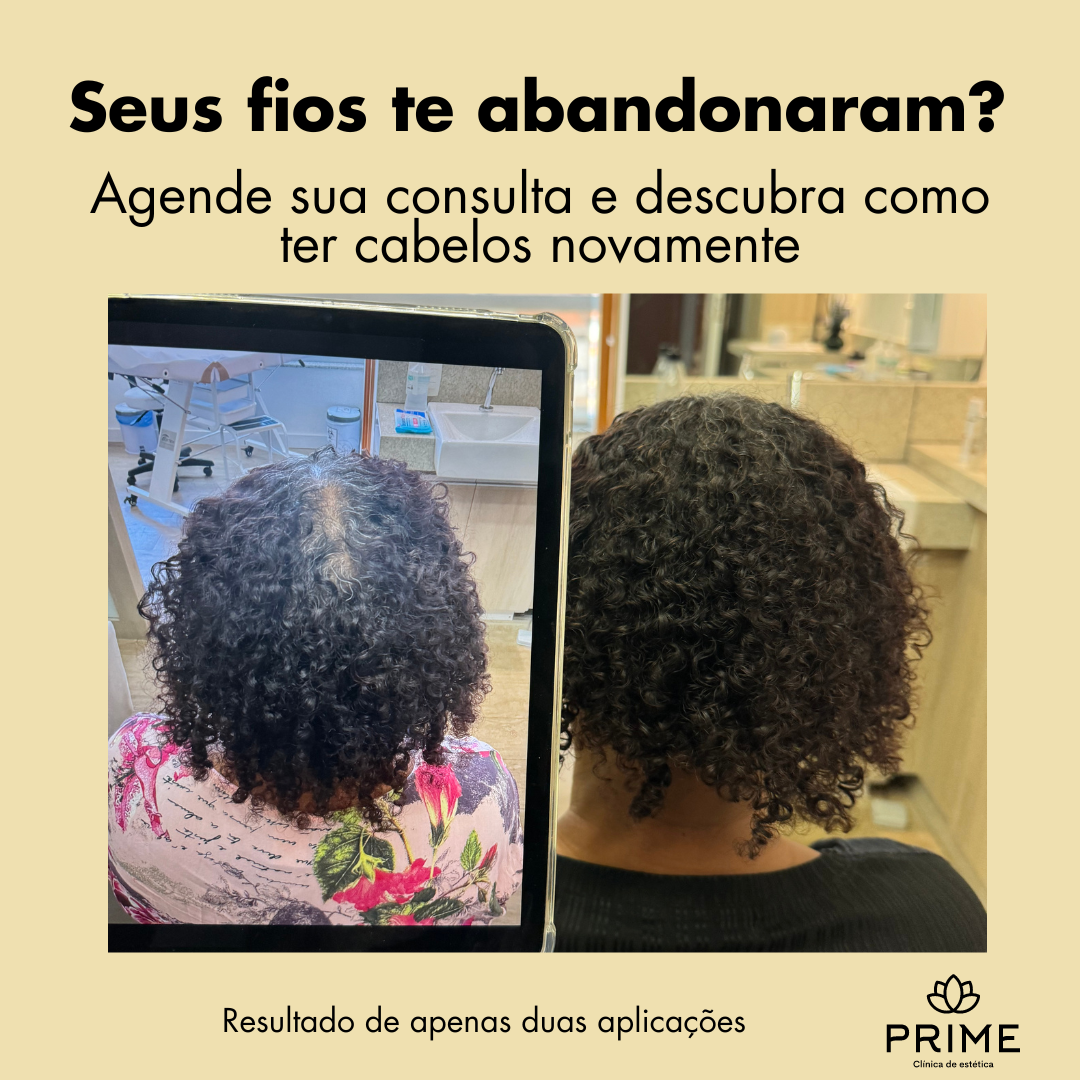 Seus fios te abandonaram?
Agende sua consulta e descubra como
ter cabelos novamente
Resultado de apenas duas aplicações
PRIME
Clínica de estética